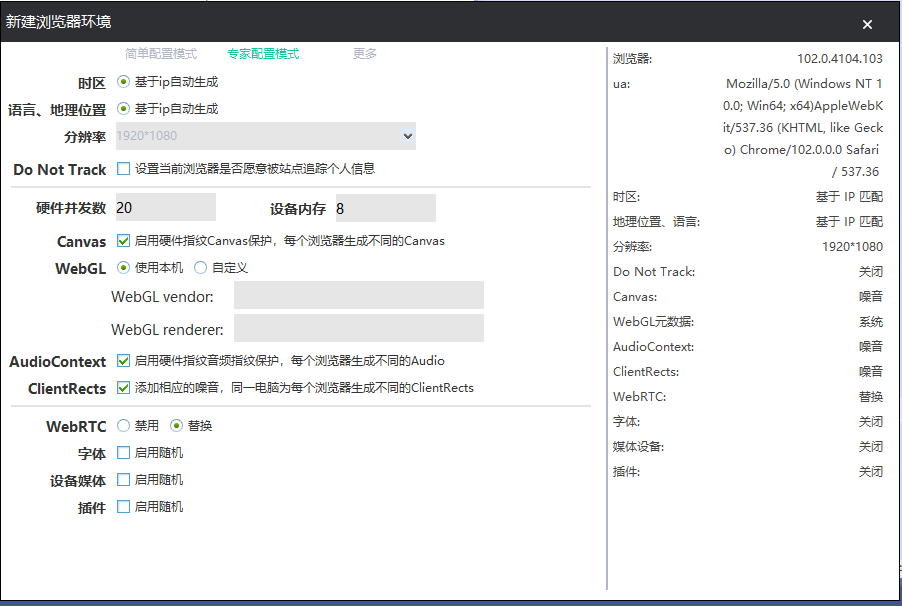 新建浏览器环境
简单配置模式 专家配置模式 更多
时区 基于ip自动生成
语言、地理位置 基于ip自动生成
分辨率 1920*1080
Do Not Track 设置当前浏览器是否愿意被站点追踪个人信息
硬件并发数 20 设备内存 8
Canvas 启用硬件指纹Canvas保护，每个浏览器生成不同的Canvas
WebGL 使用本机 自定义
WebGL vendor:
WebGL renderer:
AudioContext 启用硬件指纹音频指纹保护，每个浏览器生成不同的Audio
ClientRects 添加相应的噪音，同一电脑为每个浏览器生成不同的ClientRects
WebRTC 禁用 替换
字体 启用随机
设备媒体 启用随机
插件 启用随机
浏览器: 102.0.4104.103
ua: Mozilla/5.0 (Windows NT 1
0.0; Win64; x64)AppleWebK
it/537.36 (KHTML, like Geck
o) Chrome/102.0.0.0 Safari
/ 537.36
时区: 基于 IP 匹配
地理位置、语言: 基于 IP 匹配
分辨率: 1920*1080
Do Not Track: 关闭
Canvas: 噪音
WebGL元数据: 系统
AudioContext: 噪音
ClientRects: 噪音
WebRTC: 替换
字体: 关闭
媒体设备: 关闭
插件: 关闭